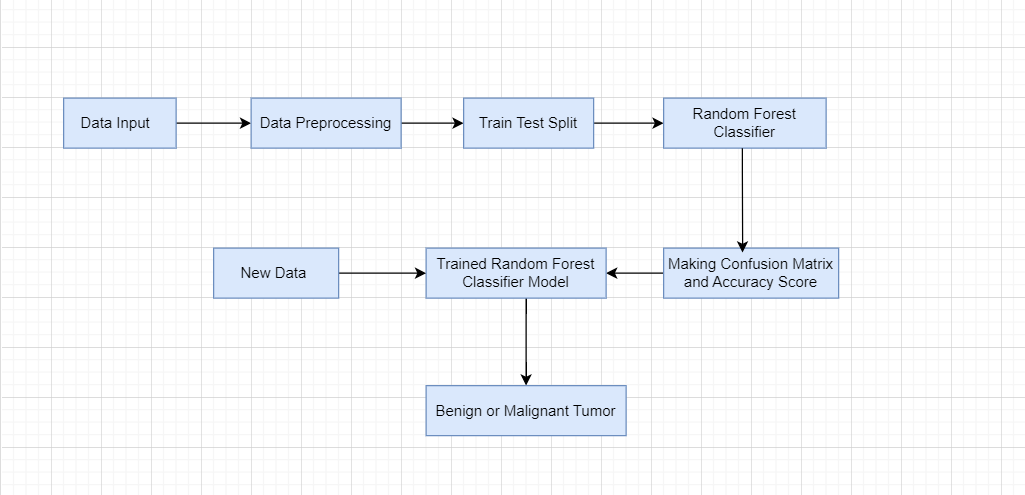 Data Input
Data Preprocessing
Train Test Split
Random Forest
Classifier
New Data
Trained Random Forest
Classifier Model
Making Confusion Matrix
and Accuracy Score
Benign or Malignant Tumor